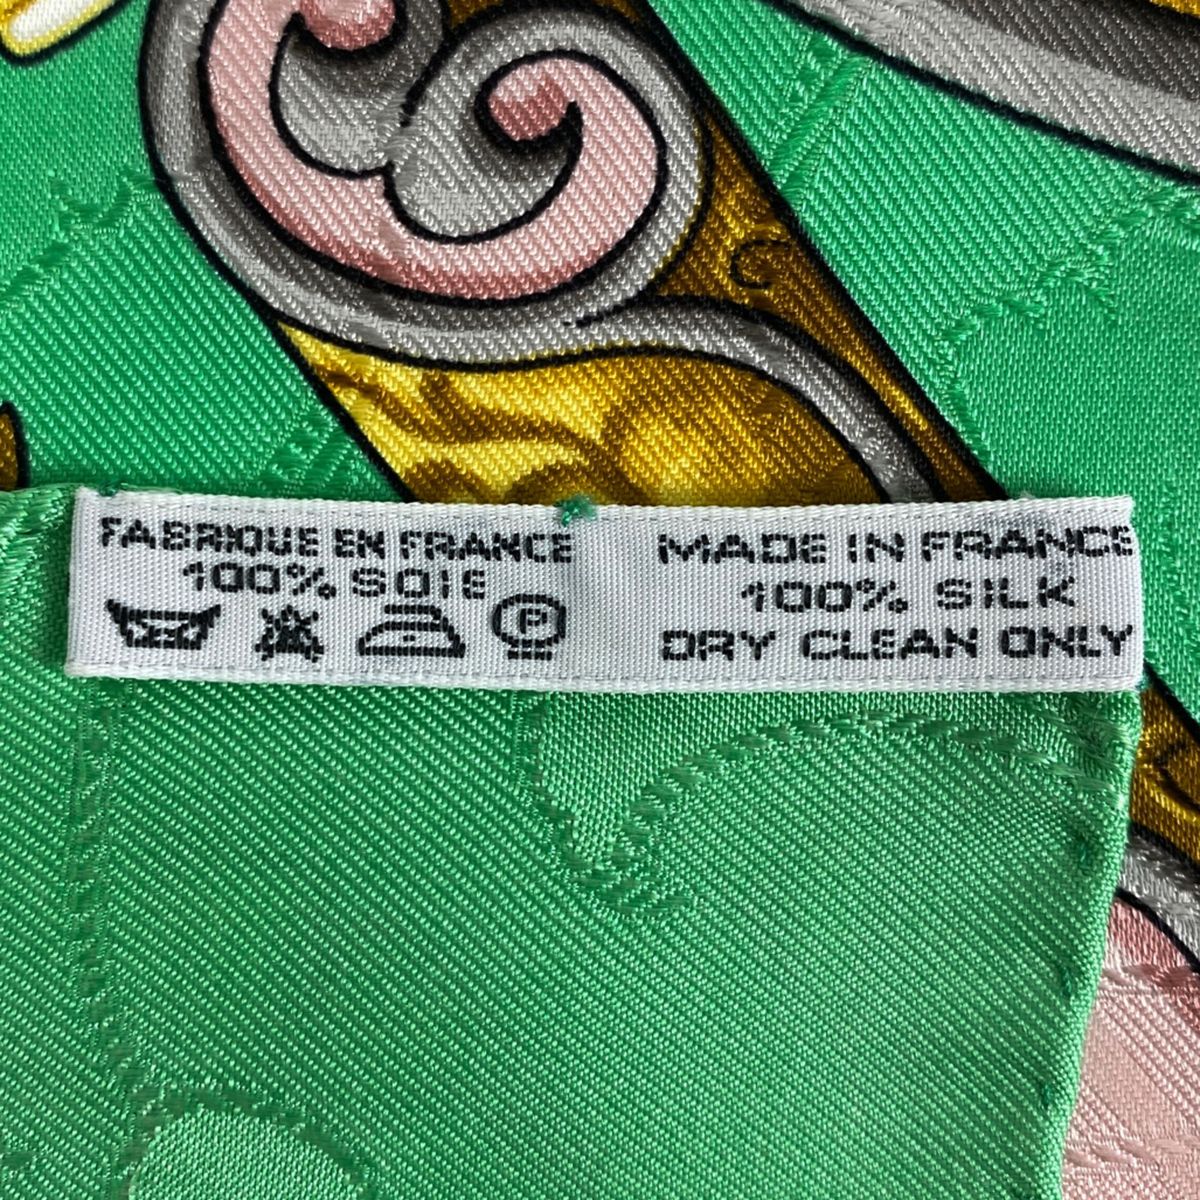 FABRIQUE EN FRANCE
100% SOIE
P
MADE IN FRANCE
100% SILK
DRY CLEAN ONLY